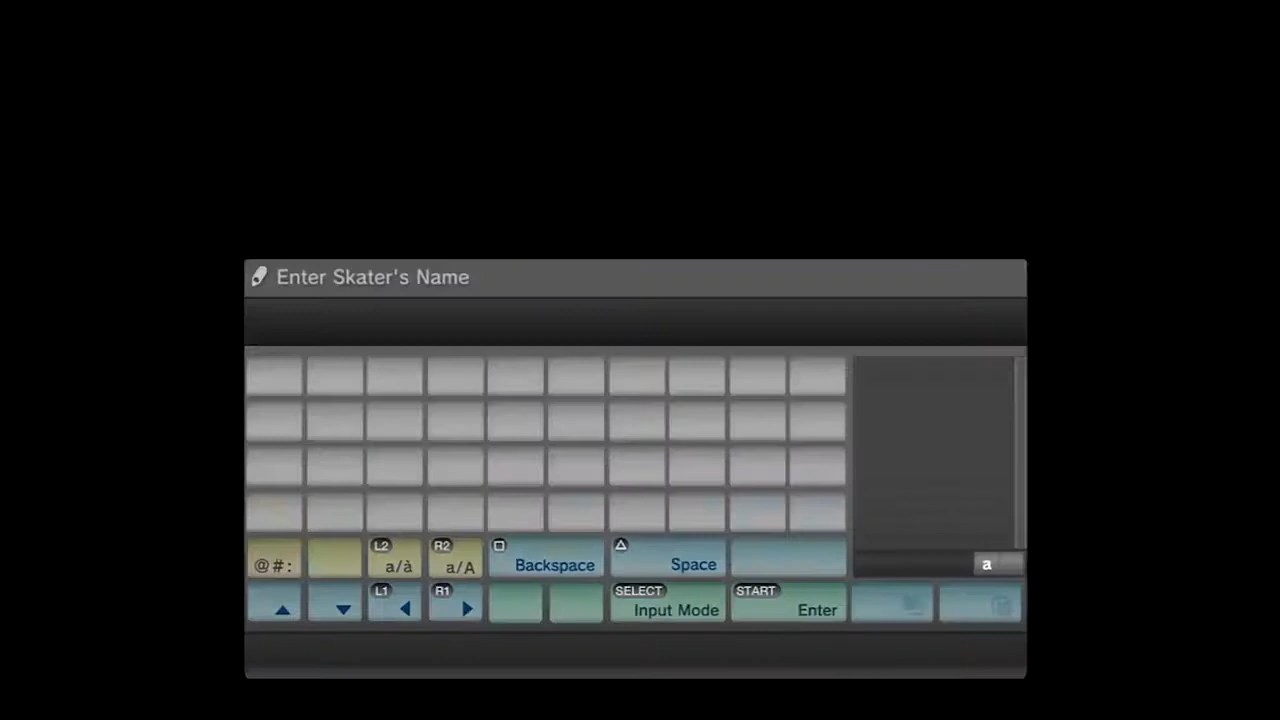 Enter Skater's Name
a
@#:
L2
a/à
R2
a/A
Backspace
Space
L1
R1
SELECT
Input Mode
START
Enter